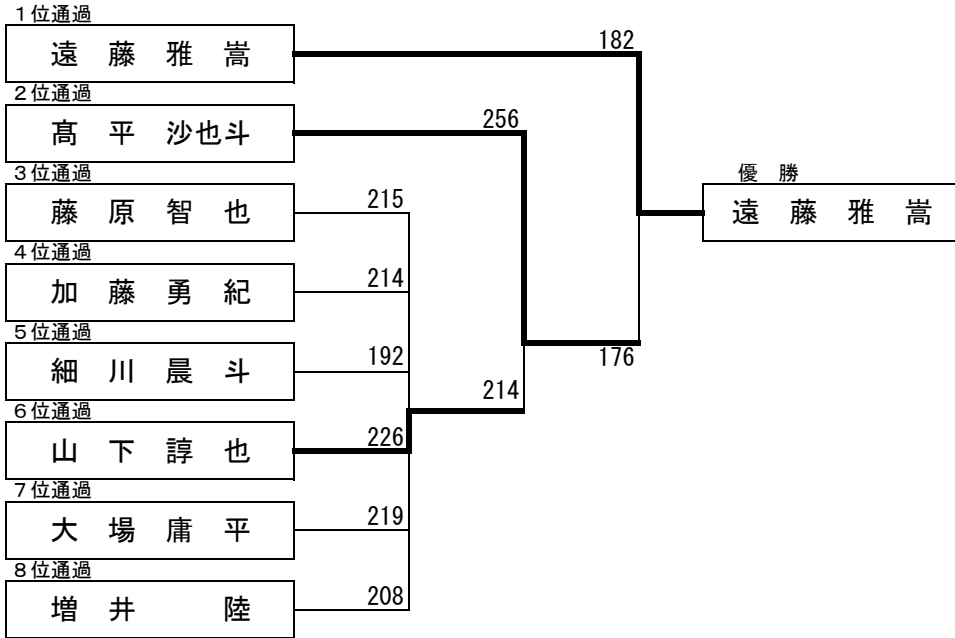 1位通過
遠藤雅嵩
182
2位通過
髙平沙也斗
256
3位通過
藤原智也
215
優勝
遠藤雅嵩
4位通過
加藤勇紀
214
5位通過
細川晨斗
192
176
214
6位通過
山下諄也
226
7位通過
大場庸平
219
8位通過
増井陸
208